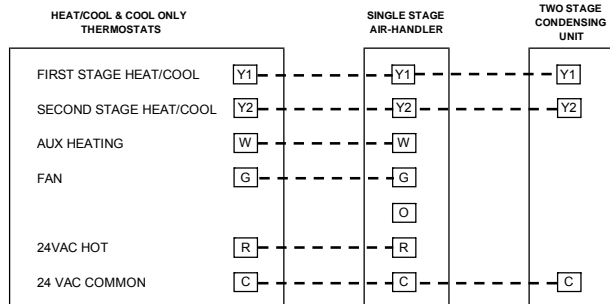 HEAT/COOL & COOL ONLY
THERMOSTATS
SINGLE STAGE
AIR-HANDLER
TWO STAGE
CONDENSING
UNIT
FIRST STAGE HEAT/COOL Y1 Y1 Y1
SECOND STAGE HEAT/COOL Y2 Y2 Y2
AUX HEATING W W
FAN G G
O
24VAC HOT R R
24 VAC COMMON C C C